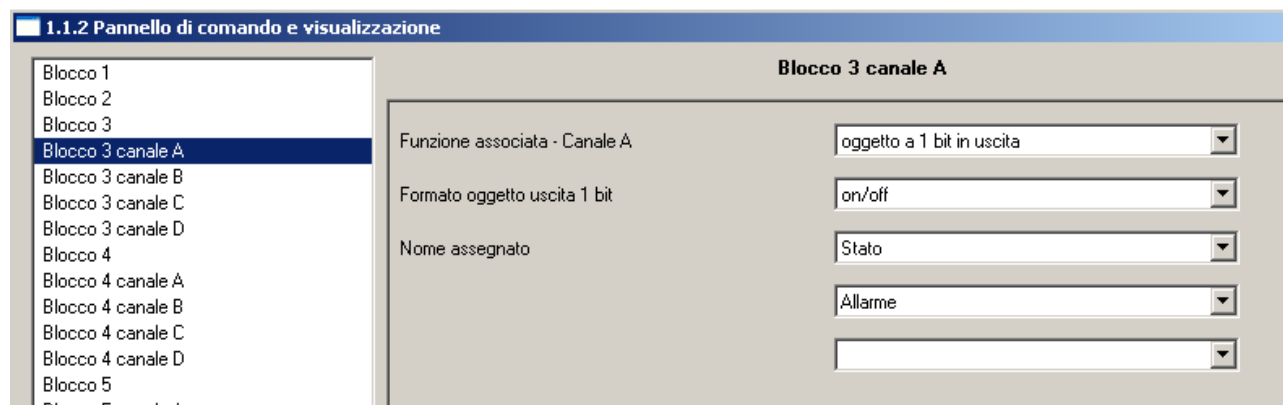 1.1.2 Pannello di comando e visualizzazione
Blocco 1
Blocco 2
Blocco 3
Blocco 3 canale A
Blocco 3 canale B
Blocco 3 canale C
Blocco 3 canale D
Blocco 4
Blocco 4 canale A
Blocco 4 canale B
Blocco 4 canale C
Blocco 4 canale D
Blocco 5
Blocco 3 canale A
Funzione associata - Canale A
oggetto a 1 bit in uscita
Formato oggetto uscita 1 bit
on/off
Nome assegnato
Stato
Allarme